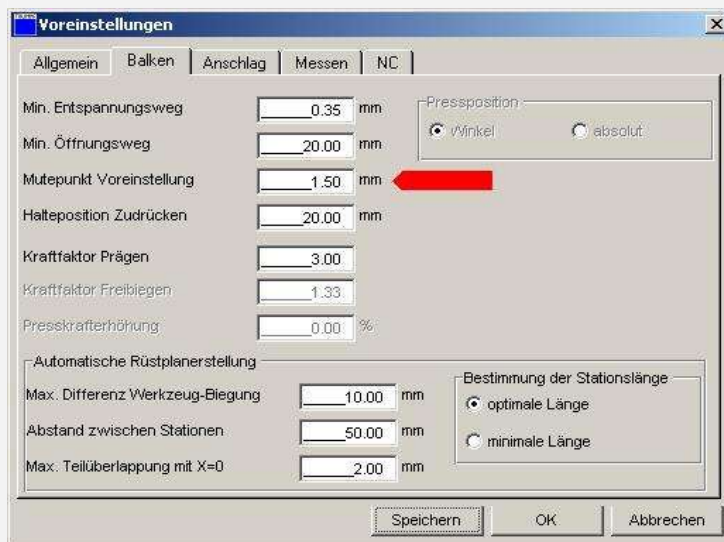 Voreinstellungen
Allgemein Balken Anschlag Messen NC
Min. Entspannungsweg 0.35 mm
Pressposition
Winkel absolut
Min. Öffnungsweg 20.00 mm
Mutepunkt Voreinstellung 1.50 mm
Halteposition Zudrücken 20.00 mm
Kraftfaktor Prägen 3.00
Kraftfaktor Freibiegen 1.33
Presskrafterhöhung 0.00 %
Automatische Rüstplanerstellung
Max. Differenz Werkzeug-Biegung 10.00 mm
Abstand zwischen Stationen 50.00 mm
Max. Teilüberlappung mit X=0 2.00 mm
Bestimmung der Stationslänge
optimale Länge
minimale Länge
Speichern OK Abbrechen